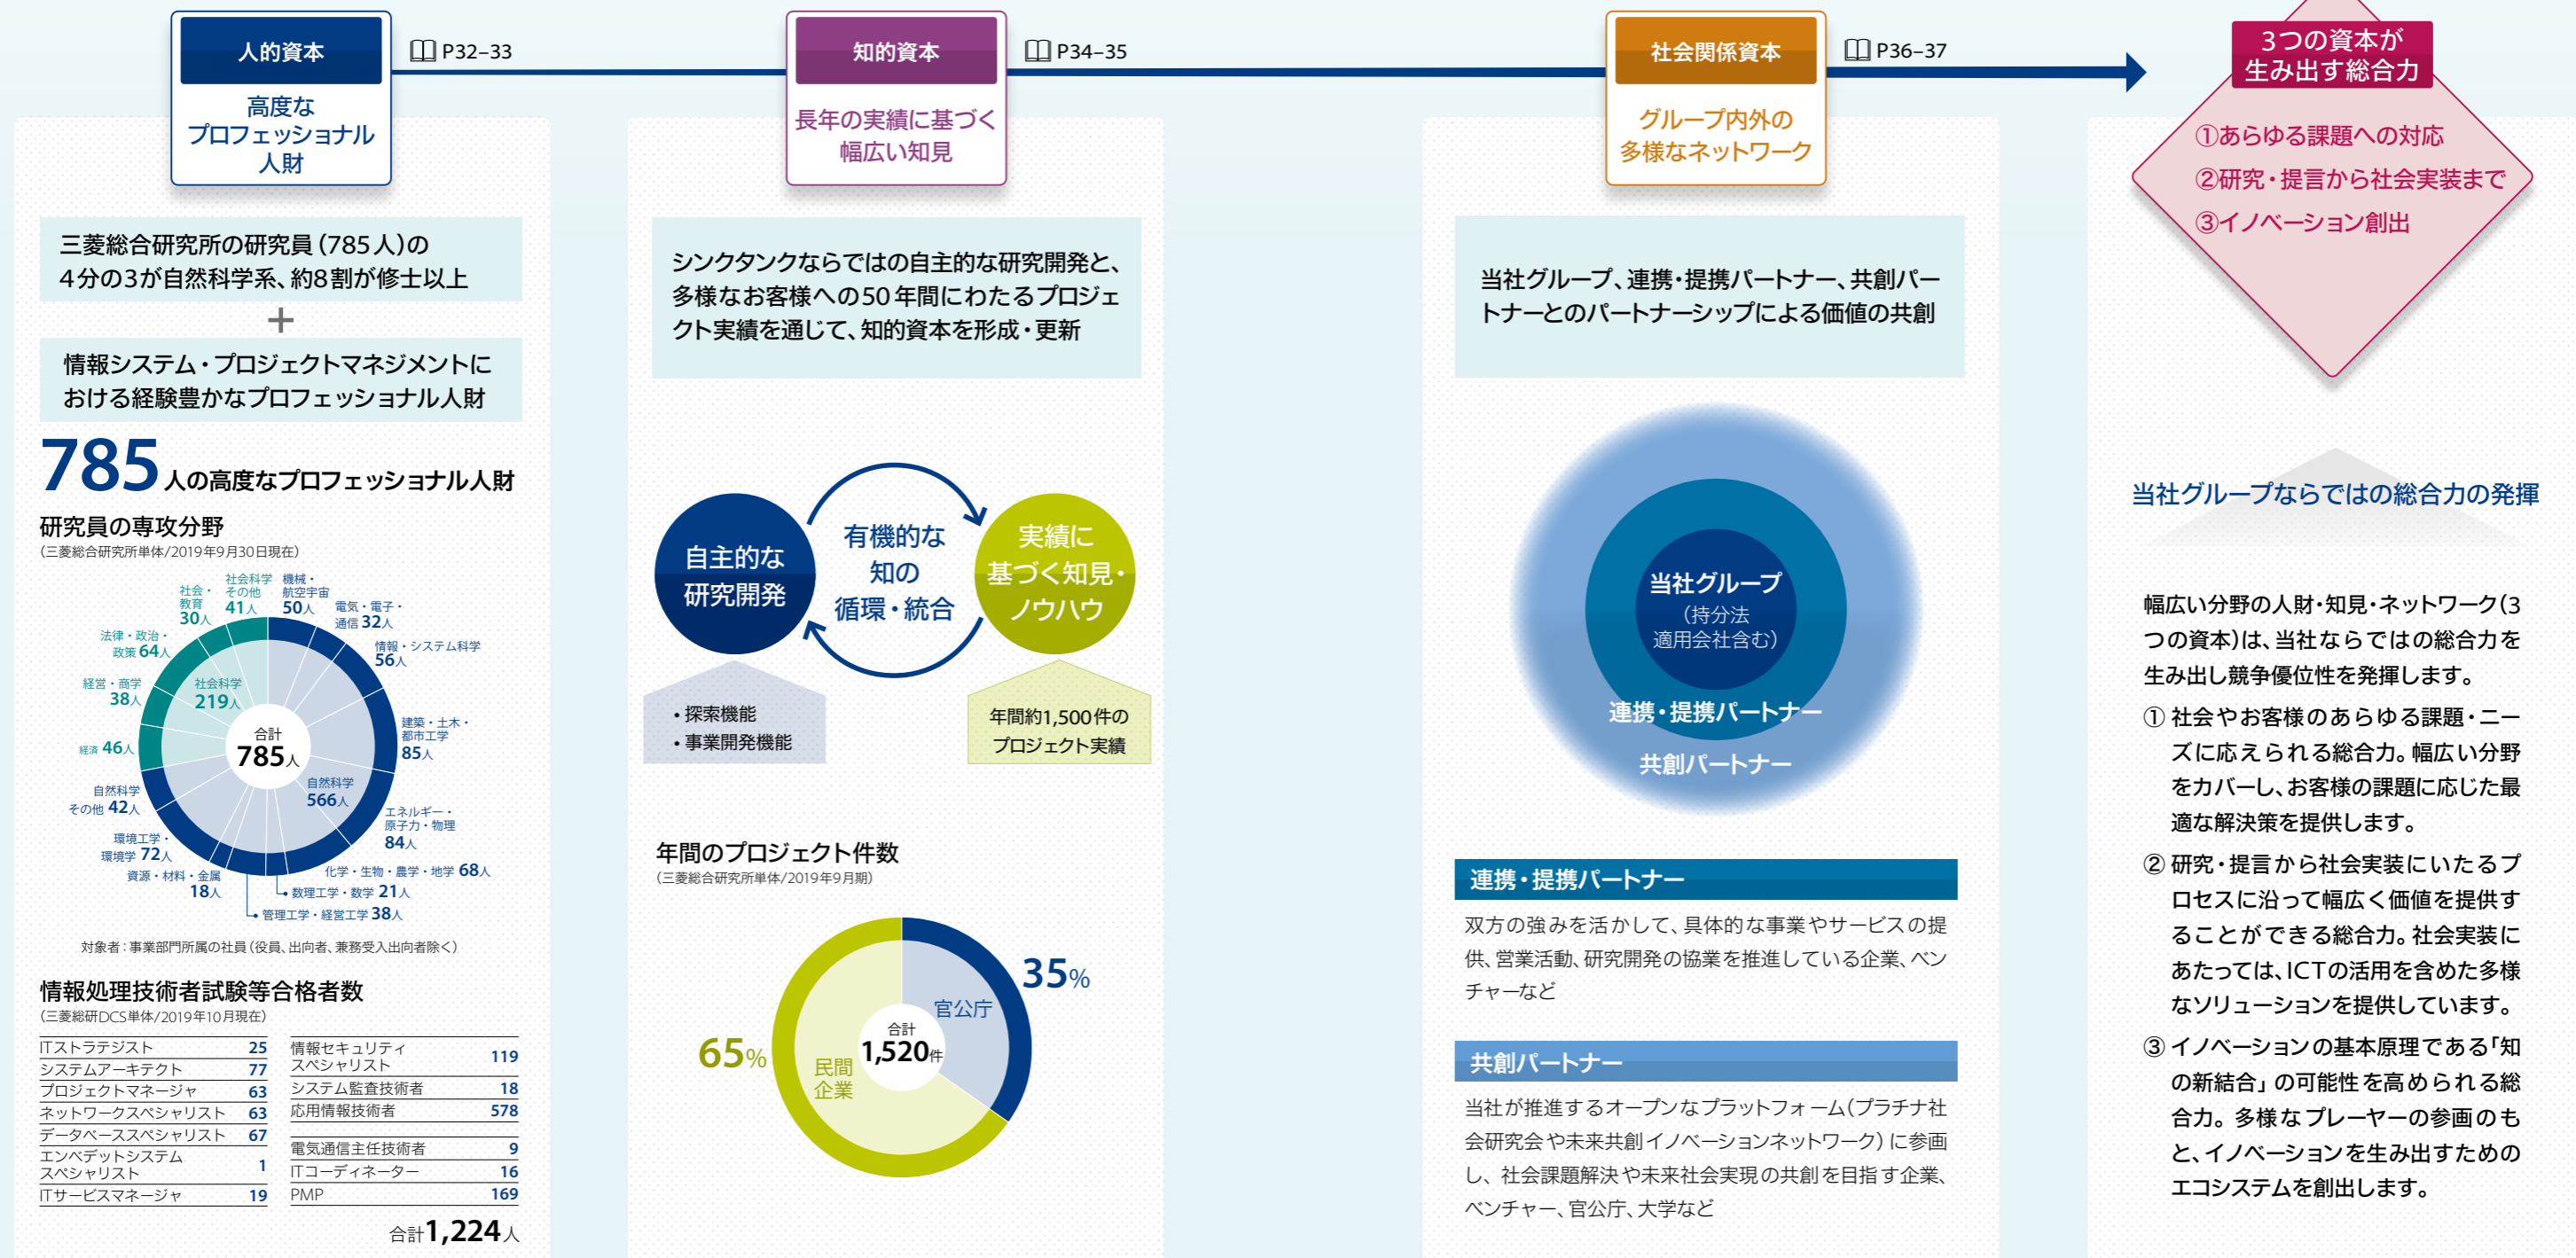 人的資本
P32–33
高度な
プロフェッショナル
人財
三菱総合研究所の研究員（785人）の
4分の3が自然科学系、約8割が修士以上
+
情報システム・プロジェクトマネジメントに
おける経験豊かなプロフェッショナル人財
785人の高度なプロフェッショナル人財
研究員の専攻分野
（三菱総合研究所単体/2019年9月30日現在）
機械・
航空宇宙
50人
電気・電子・
通信 32人
情報・システム科学
56人
建築・土木・
都市工学
85人
エネルギー・
原子力・物理
84人
化学・生物・農学・地学 68人
数理工学・数学 21人
管理工学・経営工学 38人
資源・材料・金属
18人
環境工学・
環境学 72人
自然科学
その他 42人
経済 46人
経営・商学
38人
法律・政治・
政策 64人
社会・
教育
30人
社会科学
その他
41人
社会科学
219人
合計
785人
自然科学
566人
対象者：事業部門所属の社員（役員、出向者、兼務受入出向者除く）
情報処理技術者試験等合格者数
（三菱総研DCS単体/2019年10月現在）
ITストラテジスト 25
システムアーキテクト 77
プロジェクトマネージャ 63
ネットワークスペシャリスト 63
データベーススペシャリスト 67
エンベデットシステム
スペシャリスト 1
ITサービスマネージャ 19
情報セキュリティ
スペシャリスト 119
システム監査技術者 18
応用情報技術者 578
電気通信主任技術者 9
ITコーディネーター 16
PMP 169
合計1,224人
知的資本
P34–35
長年の実績に基づく
幅広い知見
シンクタンクならではの自主的な研究開発と、
多様なお客様への50年間にわたるプロジェ
クト実績を通じて、知的資本を形成・更新
自主的な
研究開発
有機的な
知の
循環・統合
実績に
基づく知見・
ノウハウ
・探索機能
・事業開発機能
年間約1,500件の
プロジェクト実績
年間のプロジェクト件数
（三菱総合研究所単体/2019年9月期）
35%
官公庁
合計
1,520件
65%
民間
企業
社会関係資本
P36–37
グループ内外の
多様なネットワーク
当社グループ、連携・提携パートナー、共創パー
トナーとのパートナーシップによる価値の共創
当社グループ
（持分法
適用会社含む）
連携・提携パートナー
共創パートナー
連携・提携パートナー
双方の強みを活かして、具体的な事業やサービスの提
供、営業活動、研究開発の協業を推進している企業、ベン
チャーなど
共創パートナー
当社が推進するオープンなプラットフォーム（プラチナ社
会研究会や未来共創イノベーションネットワーク）に参画
し、社会課題解決や未来社会実現の共創を目指す企業、
ベンチャー、官公庁、大学など
3つの資本が
生み出す総合力
①あらゆる課題への対応
②研究・提言から社会実装まで
③イノベーション創出
当社グループならではの総合力の発揮
幅広い分野の人財・知見・ネットワーク（3
つの資本）は、当社ならではの総合力を
生み出し競争優位性を発揮します。
① 社会やお客様のあらゆる課題・ニー
ズに応えられる総合力。幅広い分野
をカバーし、お客様の課題に応じた最
適な解決策を提供します。
② 研究・提言から社会実装にいたるプ
ロセスに沿って幅広く価値を提供す
ることができる総合力。社会実装に
あたっては、ICTの活用を含めた多様
なソリューションを提供しています。
③ イノベーションの基本原理である「知
の新結合」の可能性を高められる総
合力。多様なプレーヤーの参画のも
と、イノベーションを生み出すための
エコシステムを創出します。